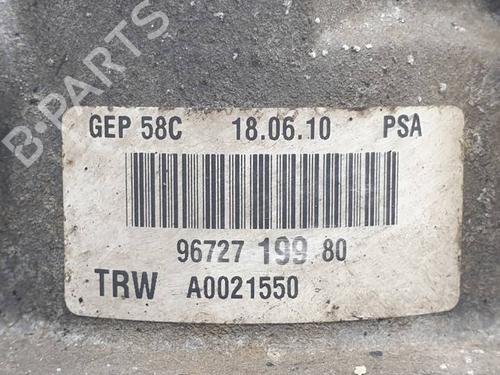 B-PARTS
GEP 58C 18.06.10 PSA
96727 199 80
TRW A0021550